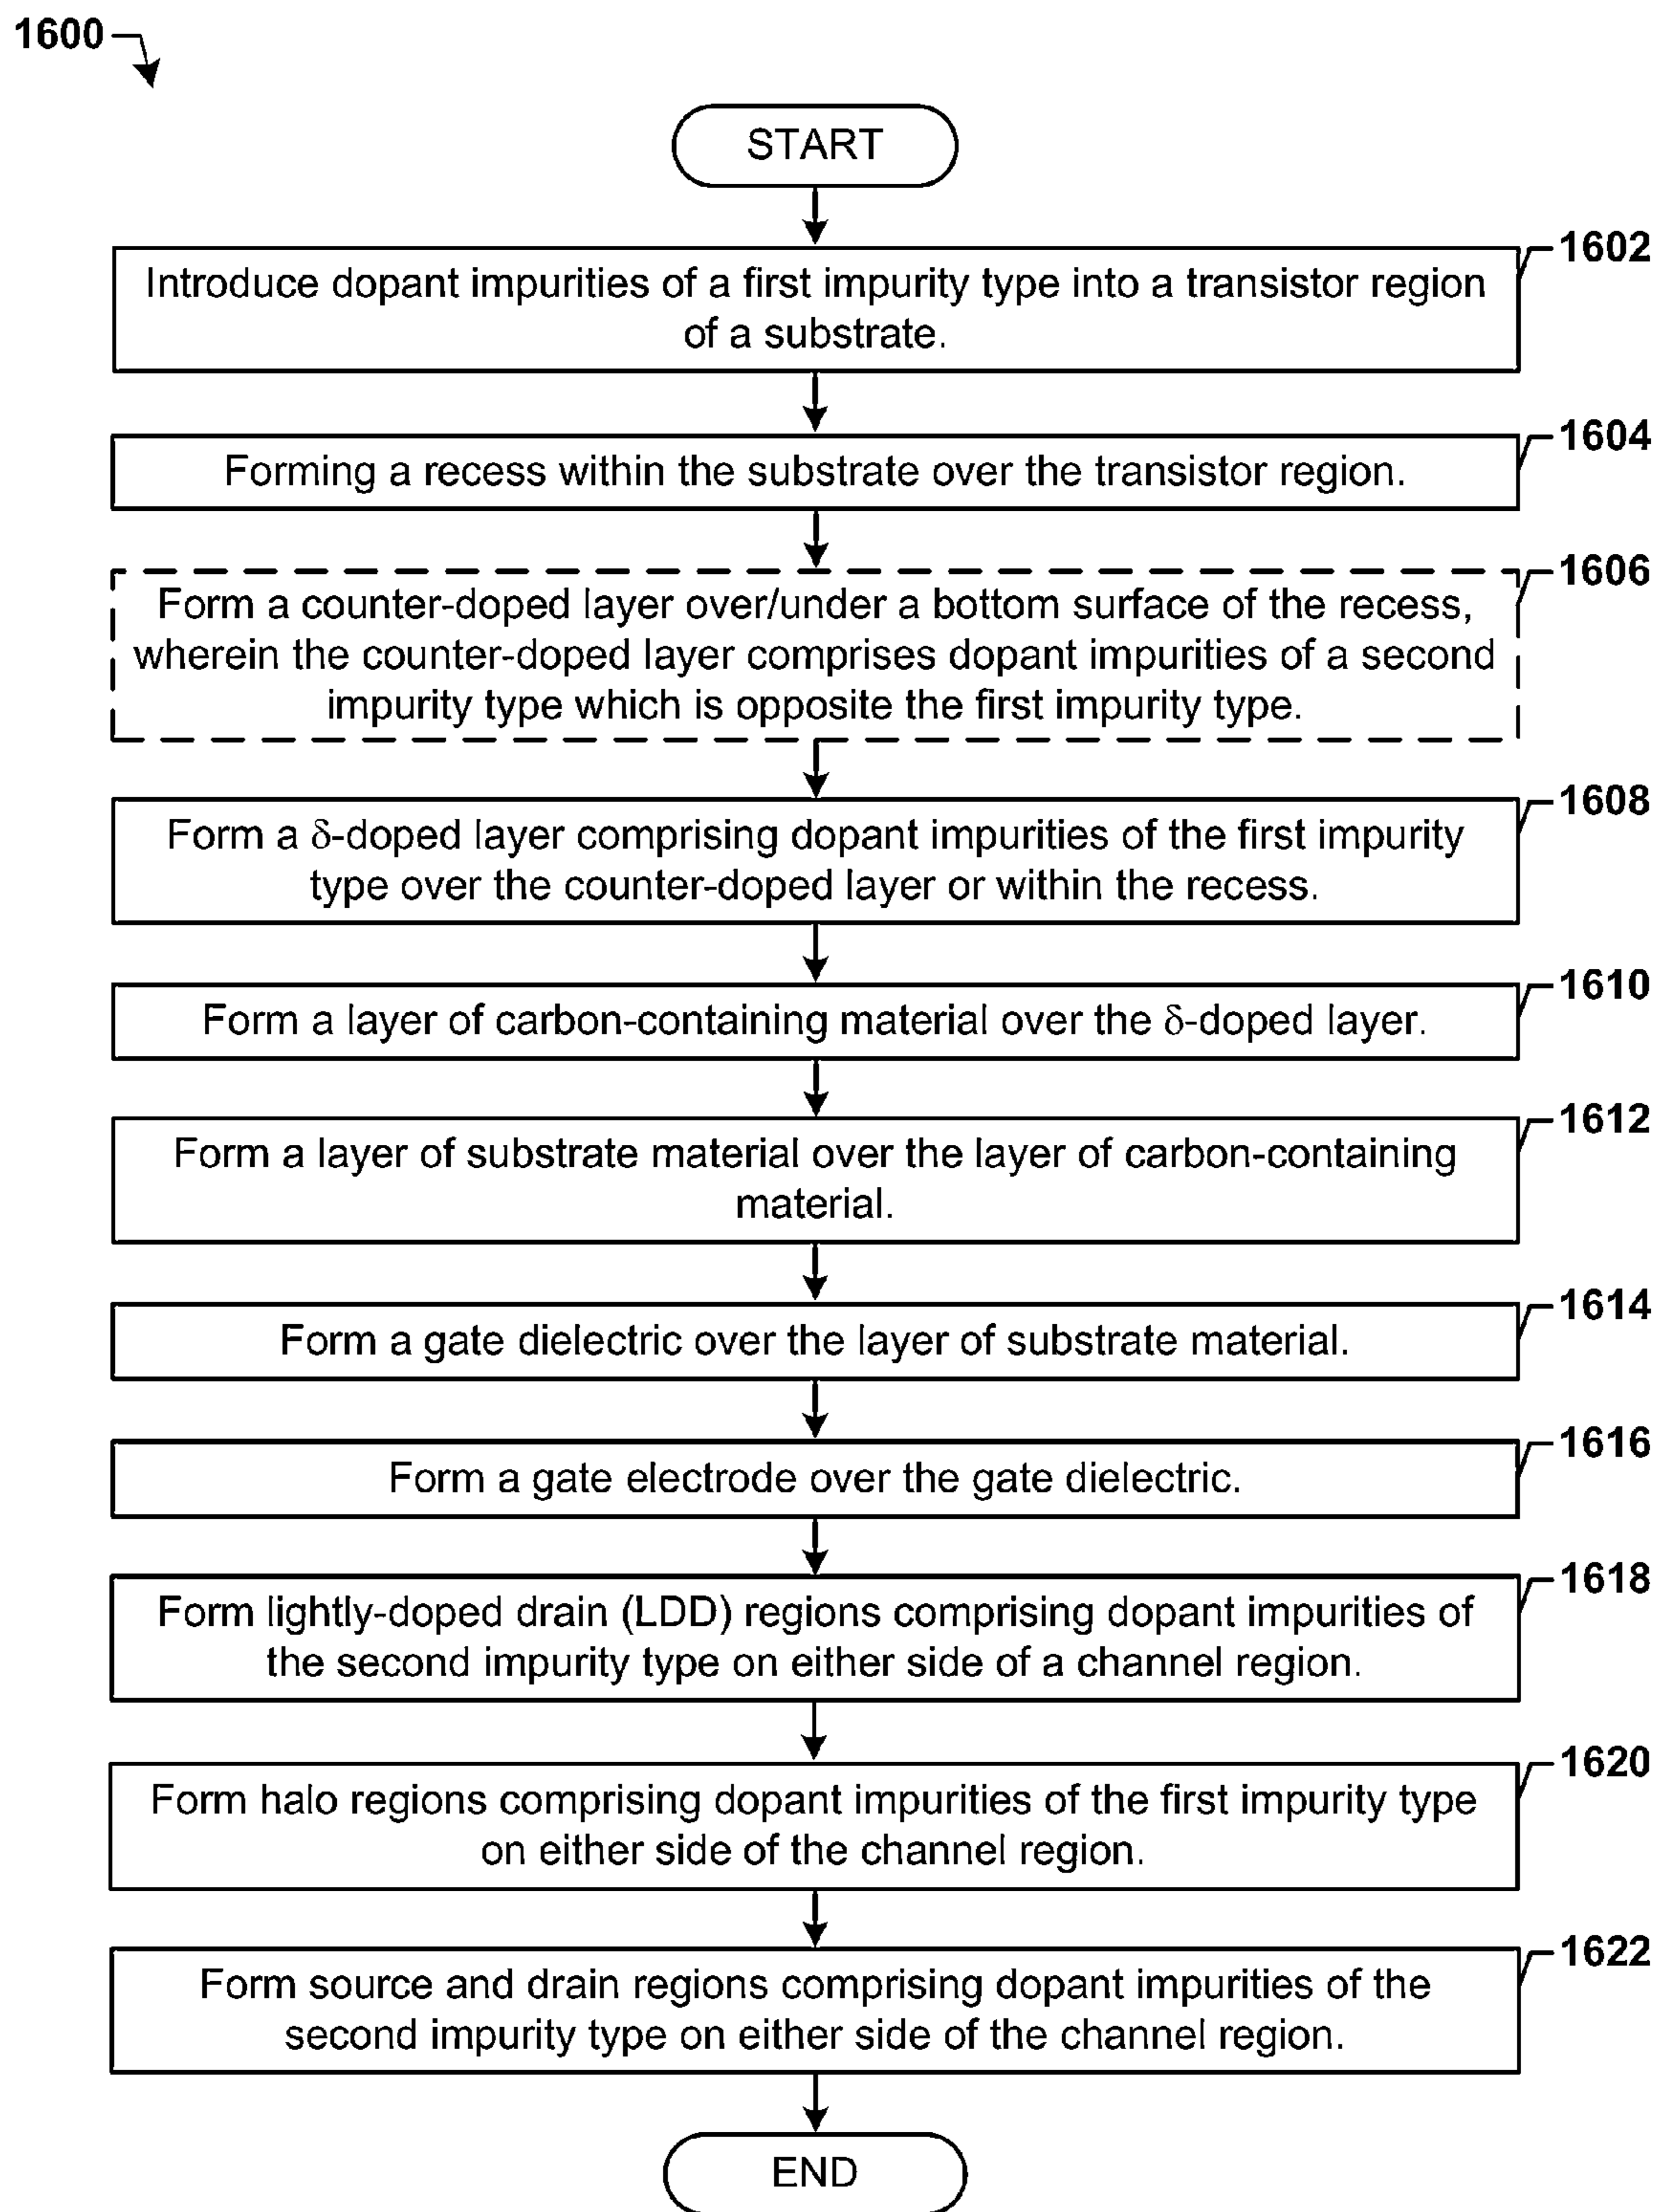 1600
START
1602
Introduce dopant impurities of a first impurity type into a transistor region
of a substrate.
1604
Forming a recess within the substrate over the transistor region.
1606
Form a counter-doped layer over/under a bottom surface of the recess,
wherein the counter-doped layer comprises dopant impurities of a second
impurity type which is opposite the first impurity type.
1608
Form a δ-doped layer comprising dopant impurities of the first impurity
type over the counter-doped layer or within the recess.
1610
Form a layer of carbon-containing material over the δ-doped layer.
1612
Form a layer of substrate material over the layer of carbon-containing
material.
1614
Form a gate dielectric over the layer of substrate material.
1616
Form a gate electrode over the gate dielectric.
1618
Form lightly-doped drain (LDD) regions comprising dopant impurities of
the second impurity type on either side of a channel region.
1620
Form halo regions comprising dopant impurities of the first impurity type
on either side of the channel region.
1622
Form source and drain regions comprising dopant impurities of the
second impurity type on either side of the channel region.
END